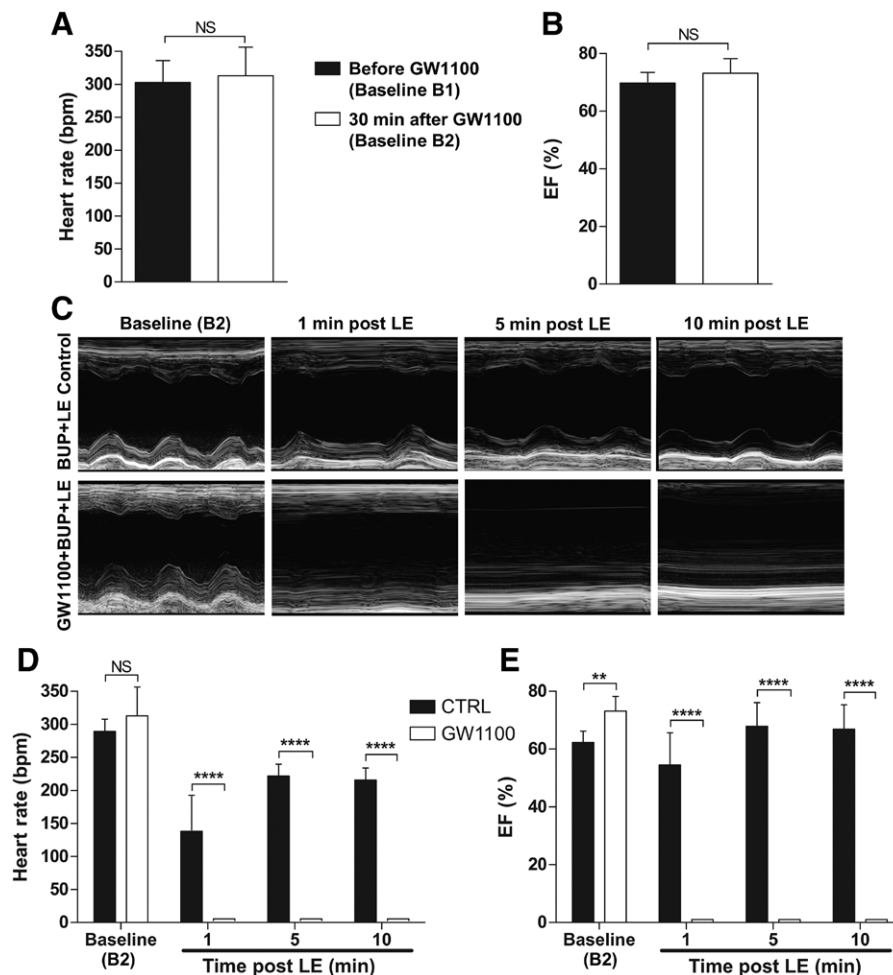 A
NS
Heart rate (bpm)
350
300
250
200
150
100
50
0
Before GW1100
(Baseline B1)
30 min after GW1100
(Baseline B2)
B
NS
EF (%)
80
60
40
20
0
C
Baseline (B2)
1 min post LE
5 min post LE
10 min post LE
BUP+LE Control
GW1100+BUP+LE
D
NS
Heart rate (bpm)
400
350
300
250
200
150
100
50
0
****
****
****
CTRL
GW1100
Baseline
(B2)
1
5
10
Time post LE (min)
E
EF (%)
80
60
40
20
0
**
****
****
****
Baseline
(B2)
1
5
10
Time post LE (min)